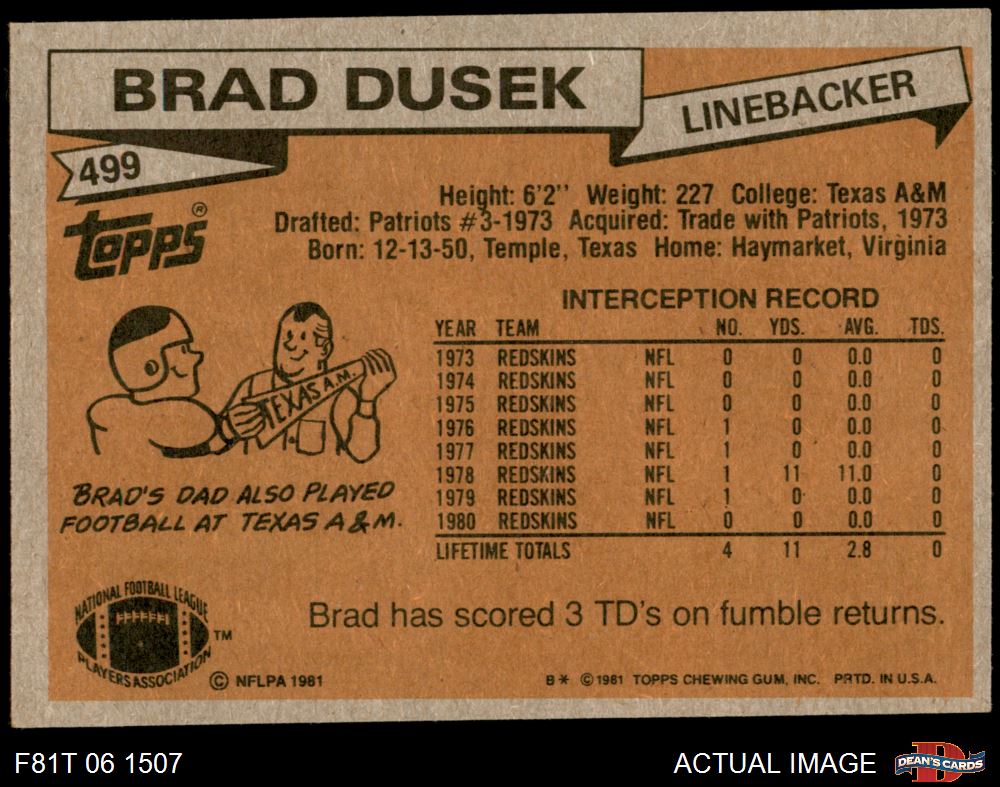 BRAD DUSEK
LINEBACKER
499
topps®
Height: 6'2'' Weight: 227 College: Texas A&M
Drafted: Patriots #3-1973 Acquired: Trade with Patriots, 1973
Born: 12-13-50, Temple, Texas Home: Haymarket, Virginia
TEXAS A.M.
BRAD'S DAD ALSO PLAYED
FOOTBALL AT TEXAS A & M.
INTERCEPTION RECORD
YEAR TEAM NO. YDS. AVG. TDS.
1973 REDSKINS NFL 0 0 0.0 0
1974 REDSKINS NFL 0 0 0.0 0
1975 REDSKINS NFL 0 0 0.0 0
1976 REDSKINS NFL 1 0 0.0 0
1977 REDSKINS NFL 1 0 0.0 0
1978 REDSKINS NFL 1 11 11.0 0
1979 REDSKINS NFL 1 0 0.0 0
1980 REDSKINS NFL 0 0 0.0 0
LIFETIME TOTALS 4 11 2.8 0
Brad has scored 3 TD's on fumble returns.
NATIONAL FOOTBALL LEAGUE
PLAYERS ASSOCIATION
TM
© NFLPA 1981
B* © 1981 TOPPS CHEWING GUM, INC. PRTD. IN U.S.A.
F81T 06 1507
ACTUAL IMAGE
D
DEAN'S CARDS